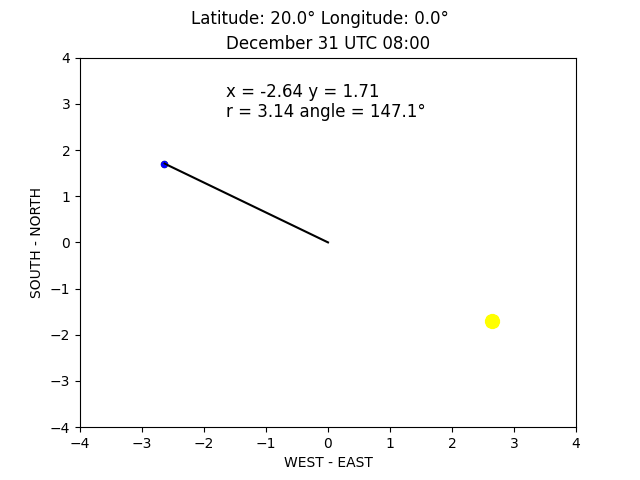 Latitude: 20.0° Longitude: 0.0°
December 31 UTC 08:00
x = -2.64 y = 1.71
r = 3.14 angle = 147.1°
4
3
2
1
0
−1
−2
−3
−4
SOUTH - NORTH
−4 −3 −2 −1 0 1 2 3 4
WEST - EAST